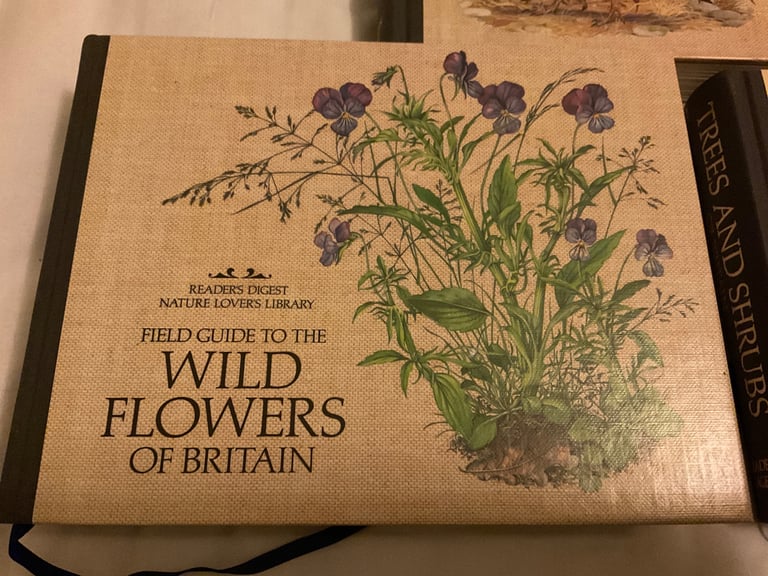 READER'S DIGEST
NATURE LOVER'S LIBRARY
FIELD GUIDE TO THE
WILD
FLOWERS
OF BRITAIN
TREES AND SHRUBS